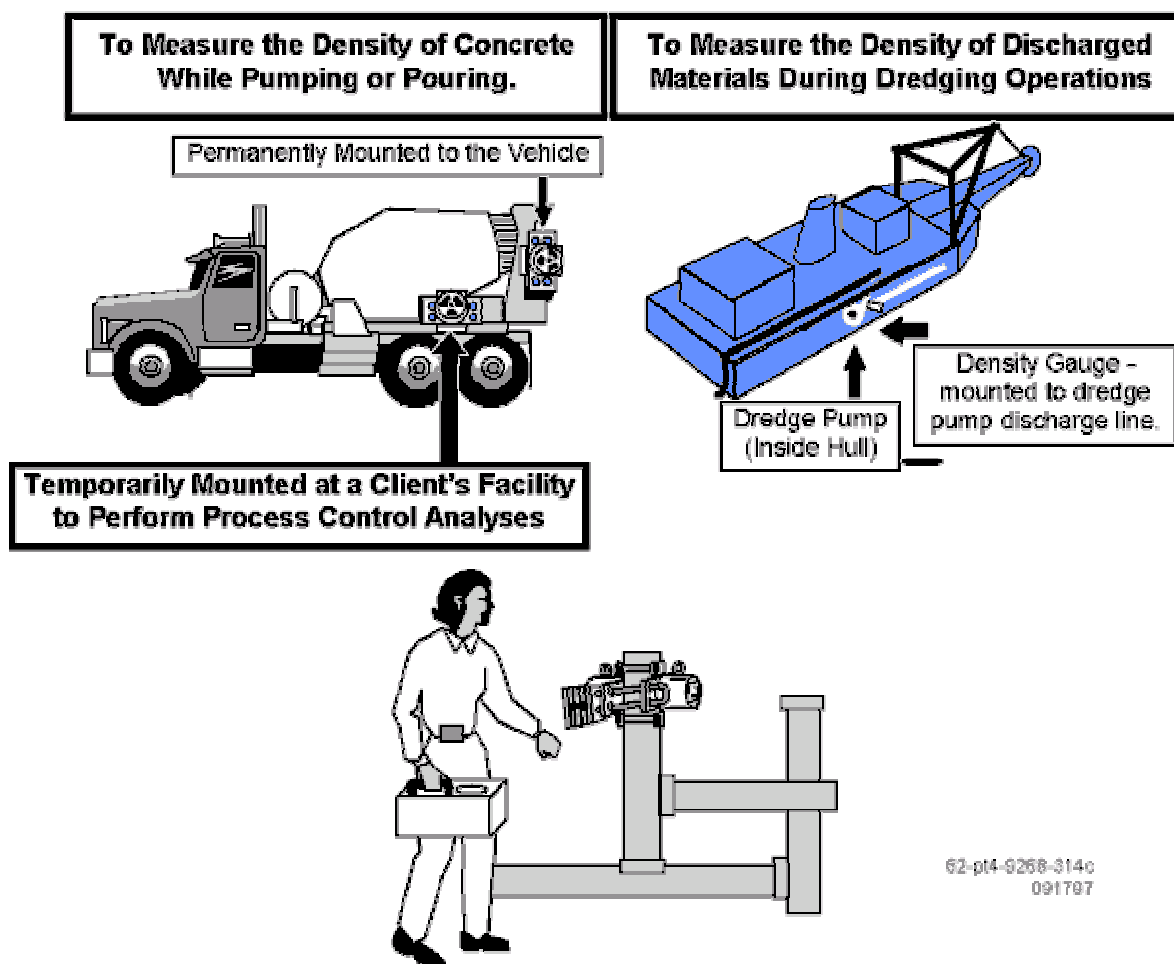 To Measure the Density of Concrete
While Pumping or Pouring.
To Measure the Density of Discharged
Materials During Dredging Operations
Permanently Mounted to the Vehicle
Density Gauge -
mounted to dredge
pump discharge line.
Dredge Pump
(Inside Hull)
Temporarily Mounted at a Client's Facility
to Perform Process Control Analyses
62-pt4-9268-314c
091797